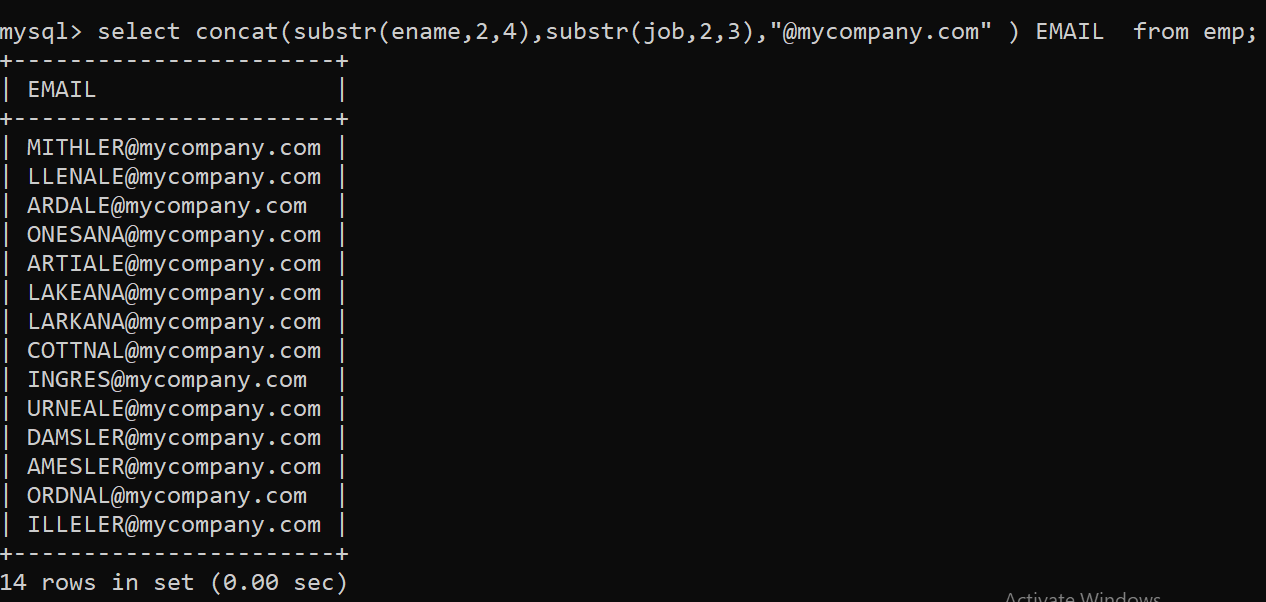 mysql> select concat(substr(ename,2,4),substr(job,2,3),"@mycompany.com" ) EMAIL  from emp;
+-----------------------+
| EMAIL                 |
+-----------------------+
| MITHLER@mycompany.com |
| LLENALE@mycompany.com |
| ARDALE@mycompany.com  |
| ONESANA@mycompany.com |
| ARTIALE@mycompany.com |
| LAKEANA@mycompany.com |
| LARKANA@mycompany.com |
| COTTNAL@mycompany.com |
| INGRES@mycompany.com  |
| URNEALE@mycompany.com |
| DAMSLER@mycompany.com |
| AMESLER@mycompany.com |
| ORDNAL@mycompany.com  |
| ILLELER@mycompany.com |
+-----------------------+
14 rows in set (0.00 sec)
Activate Windows